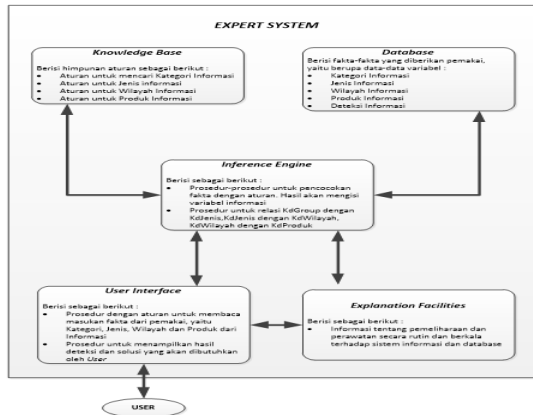 EXPERT SYSTEM
Knowledge Base
Berisi himpunan aturan sebagai berikut :
• Aturan untuk mencari Kategori Informasi
• Aturan untuk Jenis informasi
• Aturan untuk Wilayah Informasi
• Aturan untuk Produk Informasi
Database
Berisi fakta-fakta yang diberikan pemakai,
yaitu berupa data-data variabel :
• Kategori Informasi
• Jenis Informasi
• Wilayah Informasi
• Produk Informasi
• Deteksi Informasi
Inference Engine
Berisi sebagai berikut :
• Prosedur-prosedur untuk pencocokan
fakta dengan aturan. Hasil akan mengisi
variabel informasi
• Prosedur untuk relasi KdGroup dengan
KdJenis,KdJenis dengan KdWilayah,
KdWilayah dengan KdProduk
User Interface
Berisi sebagai berikut :
• Prosedur dengan aturan untuk membaca
masukan fakta dari pemakai, yaitu
Kategori, Jenis, Wilayah dan Produk dari
Informasi
• Prosedur untuk menampilkan hasil
deteksi dan solusi yang akan dibutuhkan
oleh User
Explanation Facilities
Berisi sebagai berikut :
• Informasi tentang pemeliharaan dan
perawatan secara rutin dan berkala
terhadap sistem informasi dan database
USER